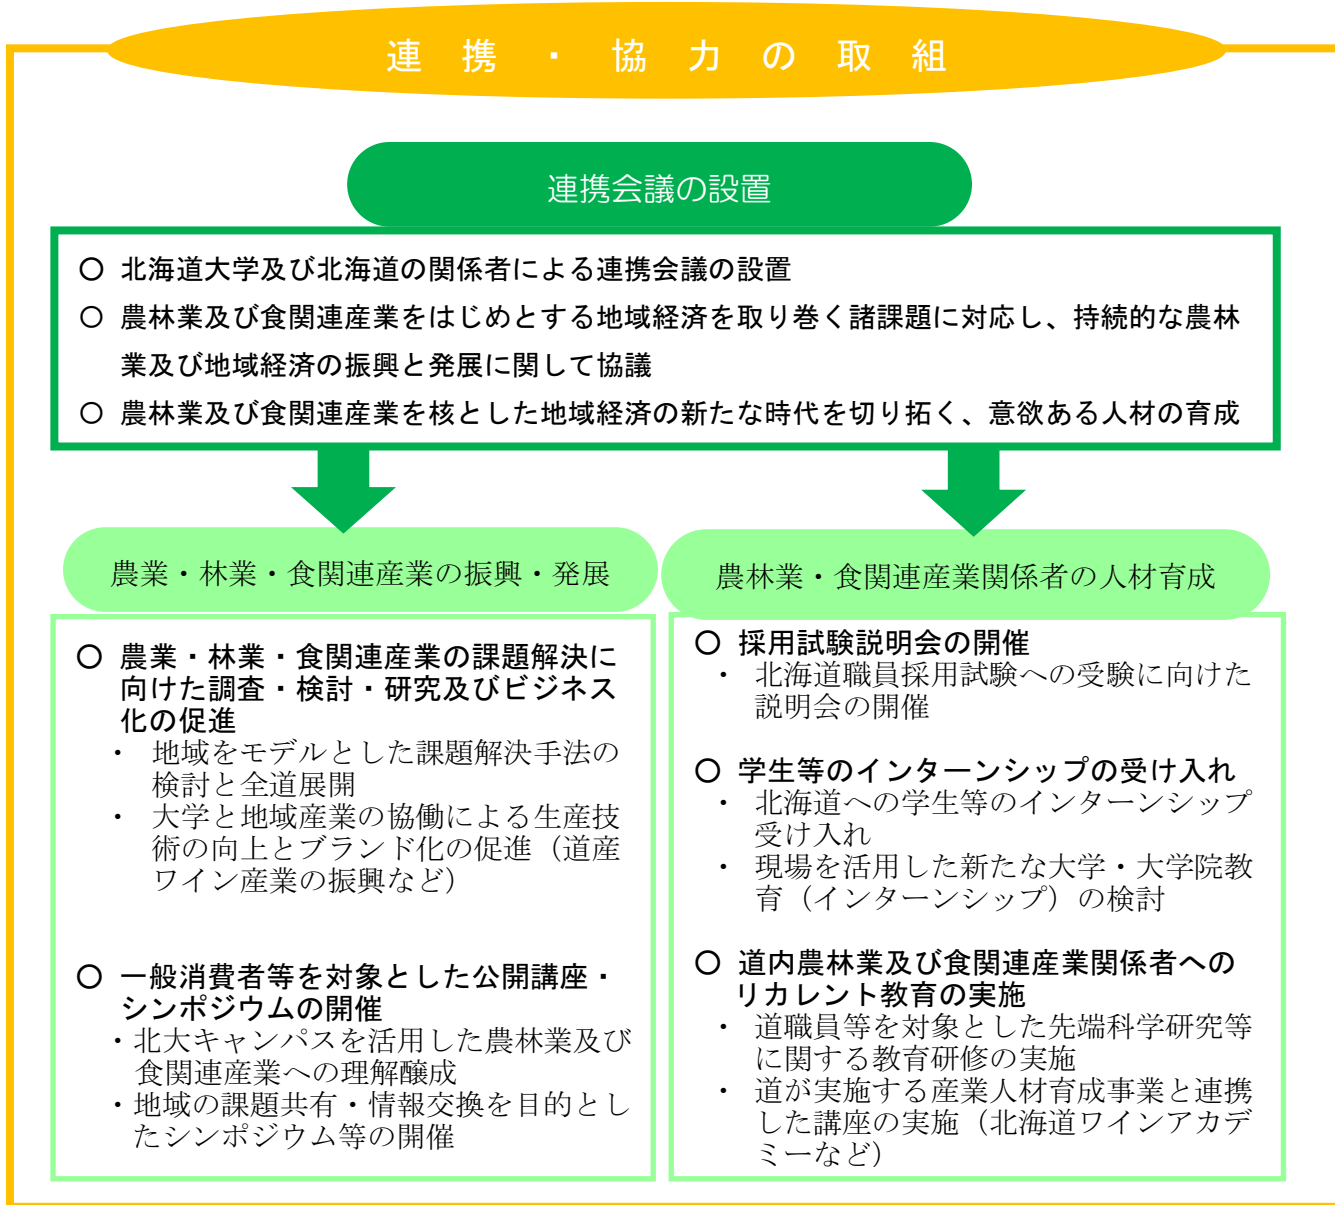 連携・協力の取組
連携会議の設置
〇 北海道大学及び北海道の関係者による連携会議の設置
〇 農林業及び食関連産業をはじめとする地域経済を取り巻く諸課題に対応し、持続的な農林
業及び地域経済の振興と発展に関して協議
〇 農林業及び食関連産業を核とした地域経済の新たな時代を切り拓く、意欲ある人材の育成
農業・林業・食関連産業の振興・発展
〇 農業・林業・食関連産業の課題解決に
向けた調査・検討・研究及びビジネス
化の促進
・ 地域をモデルとした課題解決手法の
検討と全道展開
・ 大学と地域産業の協働による生産技
術の向上とブランド化の促進（道産
ワイン産業の振興など）
〇 一般消費者等を対象とした公開講座・
シンポジウムの開催
・北大キャンパスを活用した農林業及び
食関連産業への理解醸成
・地域の課題共有・情報交換を目的とし
たシンポジウム等の開催
農林業・食関連産業関係者の人材育成
〇 採用試験説明会の開催
・ 北海道職員採用試験への受験に向けた
説明会の開催
〇 学生等のインターンシップの受け入れ
・ 北海道への学生等のインターンシップ
受け入れ
・ 現場を活用した新たな大学・大学院教
育（インターンシップ）の検討
〇 道内農林業及び食関連産業関係者への
リカレント教育の実施
・ 道職員等を対象とした先端科学研究等
に関する教育研修の実施
・ 道が実施する産業人材育成事業と連携
した講座の実施（北海道ワインアカデ
ミーなど）